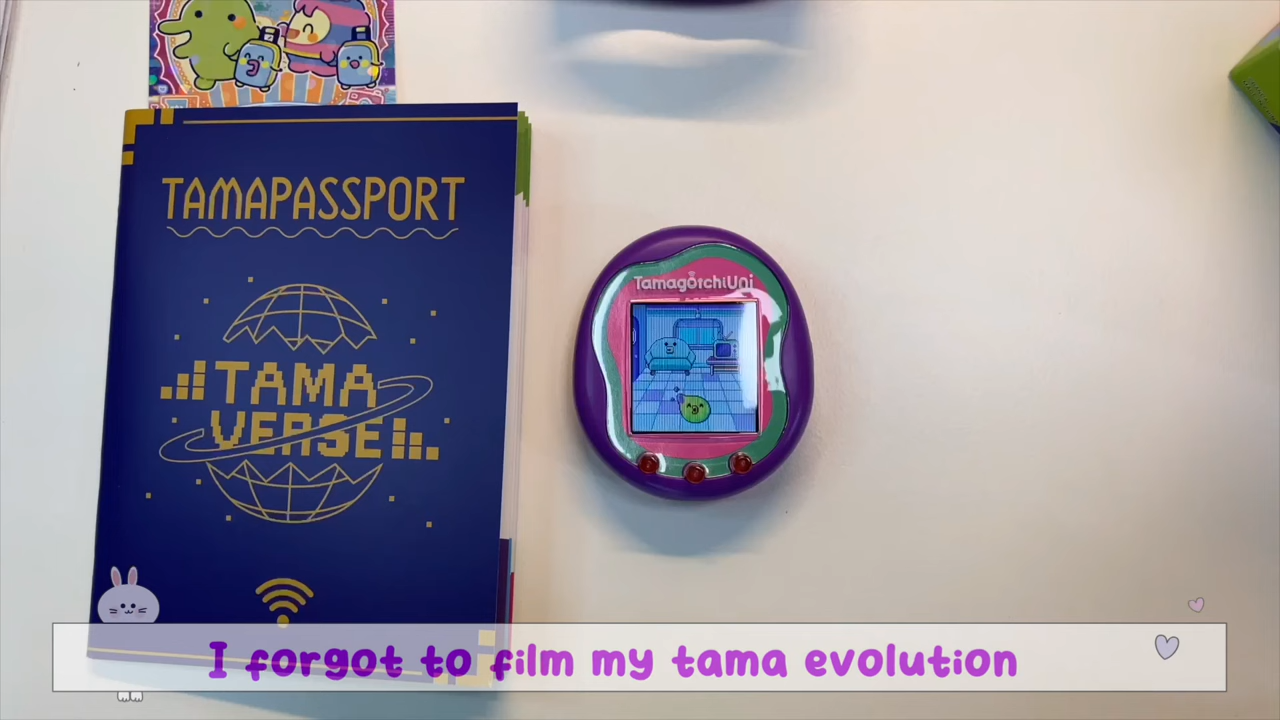 TAMAPASSPORT
TAMA
VERSE
TamagotchiUni
I forgot to film my tama evolution